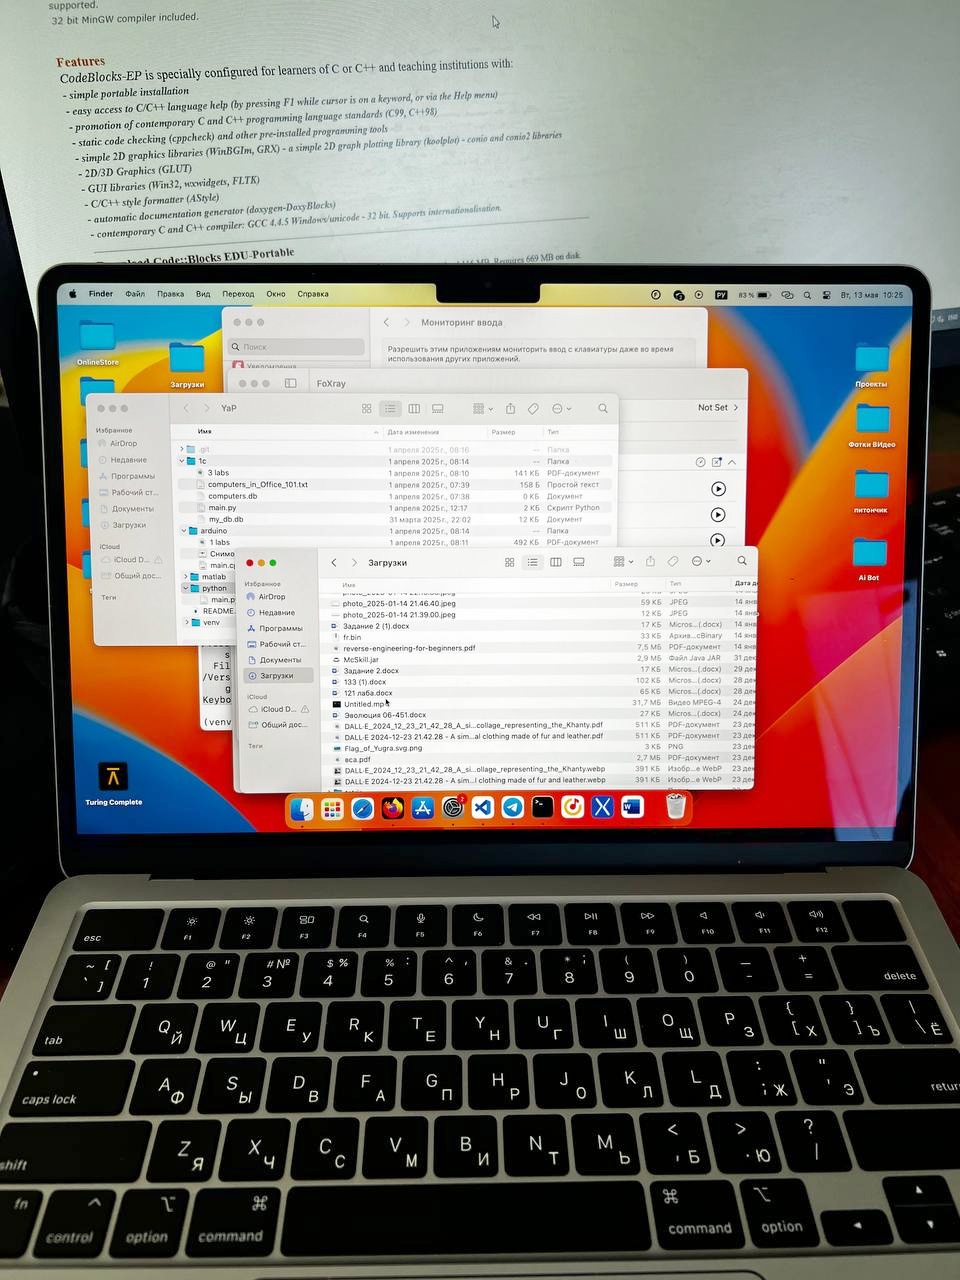 supported.
32 bit MinGW compiler included.
Features
CodeBlocks-EP is specially configured for learners of C or C++ and teaching institutions with:
- simple portable installation
- easy access to C/C++ language help (by pressing F1 while cursor is on a keyword, or via the Help menu)
- promotion of contemporary C and C++ programming language standards (C99, C++98)
- static code checking (cppcheck) and other pre-installed programming tools
- simple 2D graphics libraries (WinBGIm, GRX) - a simple 2D graph plotting library (koolplot) - conio and conio2 libraries
- 2D/3D Graphics (GLUT)
- GUI libraries (Win32, wxwidgets, FLTK)
- C/C++ style formatter (AStyle)
- automatic documentation generator (doxygen-DoxyBlocks)
- contemporary C and C++ compiler: GCC 4.4.5 Windows/unicode - 32 bit. Supports internationalisation.
Code::Blocks EDU-Portable
MB. Requires 669 MB on disk
Finder Файл Правка Вид Переход Окно Справка
РУ 83 % Вт, 13 мая 10:25
OnlineStore
Загрузки
Проекты
Фотки ВИдео
питончик
Ai Bot
Turing Complete
Поиск
Уведомления
Мониторинг ввода
Разрешить этим приложениям мониторить ввод с клавиатуры даже во время
использования других приложений.
FoXray
Not Set
YaP
Избранное
AirDrop
Недавние
Программы
Рабочий ст...
Документы
Загрузки
iCloud
iCloud D...
Общий дос...
Теги
Имя Дата изменения Размер Тип
.git 1 апреля 2025 г., 08:16 -- Папка
1c 1 апреля 2025 г., 08:14 -- Папка
3 labs 1 апреля 2025 г., 08:10 141 КБ PDF-документ
computers_in_Office_101.txt 1 апреля 2025 г., 07:39 158 Б Простой текст
computers.db 1 апреля 2025 г., 07:38 0 КБ Документ
main.py 1 апреля 2025 г., 12:17 2 КБ Скрипт Python
my_db.db 31 марта 2025 г., 22:02 12 КБ Документ
arduino 1 апреля 2025 г., 08:14 -- Папка
1 labs 1 апреля 2025 г., 08:11 492 КБ PDF-документ
Снимо
main.c
matlab
python
main.p
README.
venv
s
Fil
/Vers
g
Keybo
(venv
Загрузки
Избранное
AirDrop
Недавние
Программы
Рабочий ст...
Документы
Загрузки
iCloud
iCloud D...
Общий дос...
Теги
Имя Размер Тип Дата
photo_2025-01-14 21.46.40.jpeg 59 КБ JPEG 14 янв
photo_2025-01-14 21.39.00.jpeg 12 КБ JPEG 14 янв
Задание 2 (1).docx 17 КБ Micros...(.docx) 14 янв
fr.bin 33 КБ Архив...cBinary 14 янв
reverse-engineering-for-beginners.pdf 7,5 МБ PDF-документ 14 янв
McSkill.jar 2,9 МБ Файл Java JAR 31 дек
Задание 2.docx 17 КБ Micros...(.docx) 29 дек
133 (1).docx 102 КБ Micros...(.docx) 28 дек
121 лаба.docx 65 КБ Micros...(.docx) 28 дек
Untitled.mp 31,7 МБ Видео MPEG-4 24 дек
Эволюция 06-451.docx 27 КБ Micros...(.docx) 24 дек
DALL·E_2024_12_23_21_42_28_A_si...collage_representing_the_Khanty.pdf 511 КБ PDF-документ 23 дек
DALL·E 2024-12-23 21.42.28 - A sim...l clothing made of fur and leather.pdf 511 КБ PDF-документ 23 дек
Flag_of_Yugra.svg.png 3 КБ PNG 23 дек
вса.pdf 2,7 МБ PDF-документ 23 дек
DALL·E_2024_12_23_21_42_28_A_si...ollage_representing_the_Khanty.webp 391 КБ Изобр...е WebP 23 дек
DALL·E 2024-12-23 21.42.28 - A sim...l clothing made of fur and leather.webp 391 КБ Изобр...е WebP 23 дек
esc F1 F2 F3 F4 F5 F6 F7 F8 F9 F10 F11 F12
~ [ ` ] ! 1 @ " 2 # № 3 $ % 4 % : 5 ^ , 6 & . 7 * ; 8 ( 9 ) 0 _ - + = delete
tab Q Й W Ц E У R К T Е Y Н U Г I Ш O Щ P З { [ Х } ] Ъ \ Ё
caps lock A Ф S Ы D В F А G П H Р J О K Л L Д : ; Ж " ' Э return
shift Z Я X Ч C С V М B И N Т M Ь < , Б > . Ю ? /
fn control option command command option